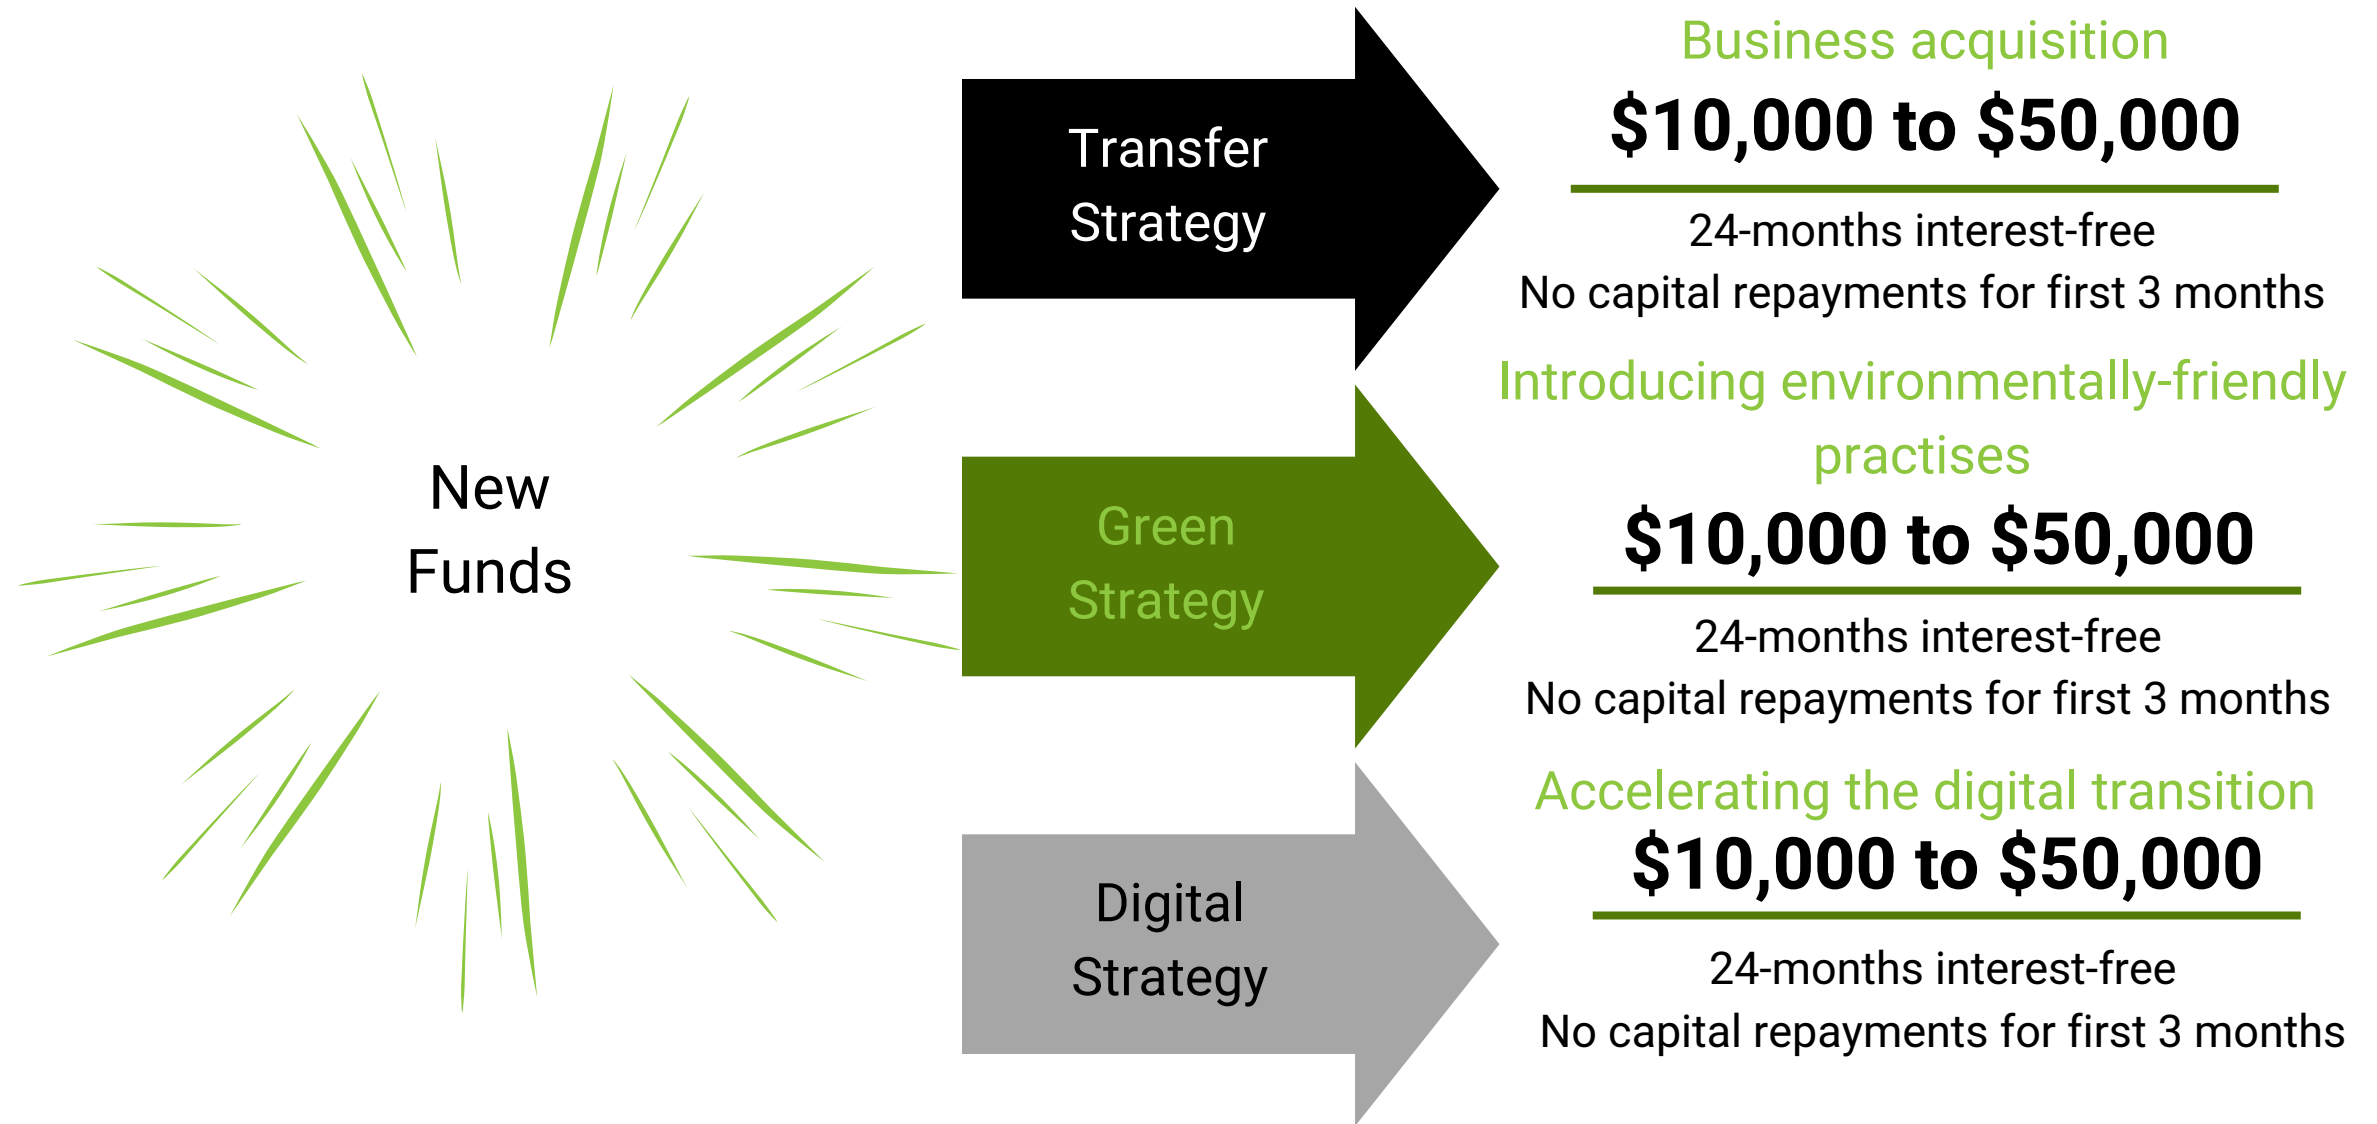 New
Funds
Transfer
Strategy
Business acquisition
$10,000 to $50,000
24-months interest-free
No capital repayments for first 3 months
Green
Strategy
Introducing environmentally-friendly
practises
$10,000 to $50,000
24-months interest-free
No capital repayments for first 3 months
Digital
Strategy
Accelerating the digital transition
$10,000 to $50,000
24-months interest-free
No capital repayments for first 3 months